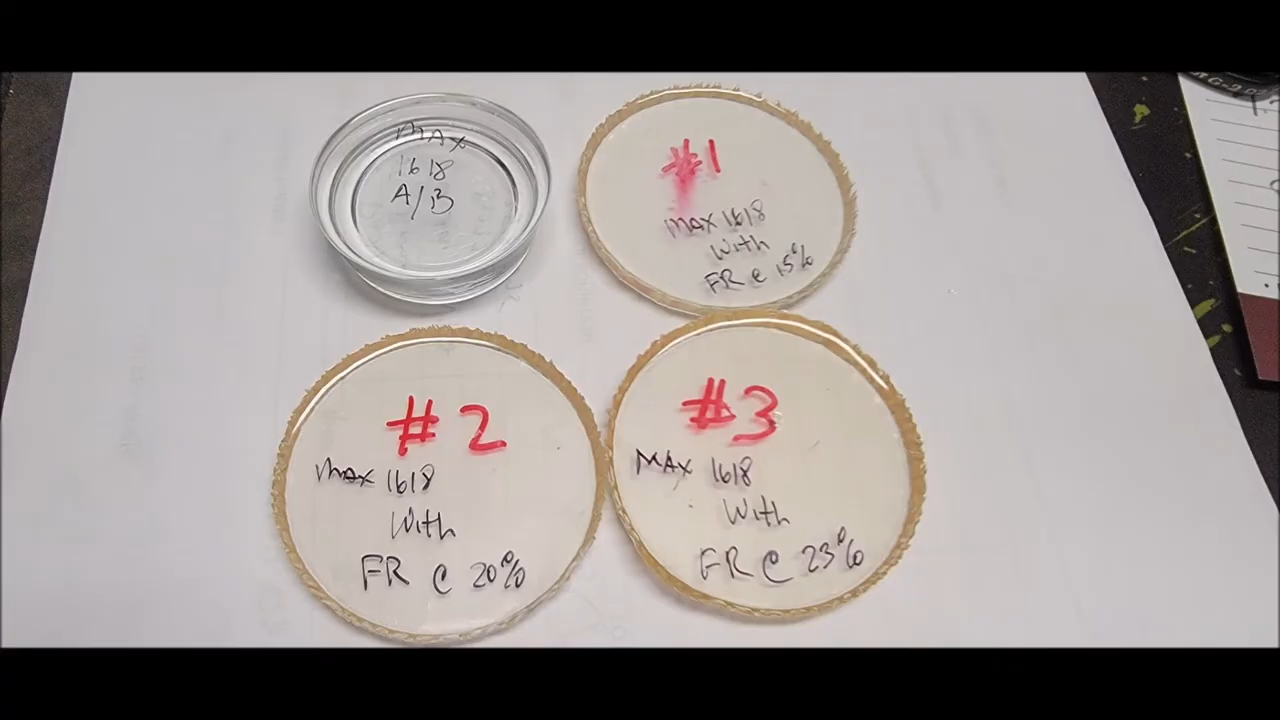 MAX
1618
A/B
#1
MAX 1618
With
FR @ 15%
#2
MAX 1618
With
FR @ 20%
#3
MAX 1618
With
FR @ 23%